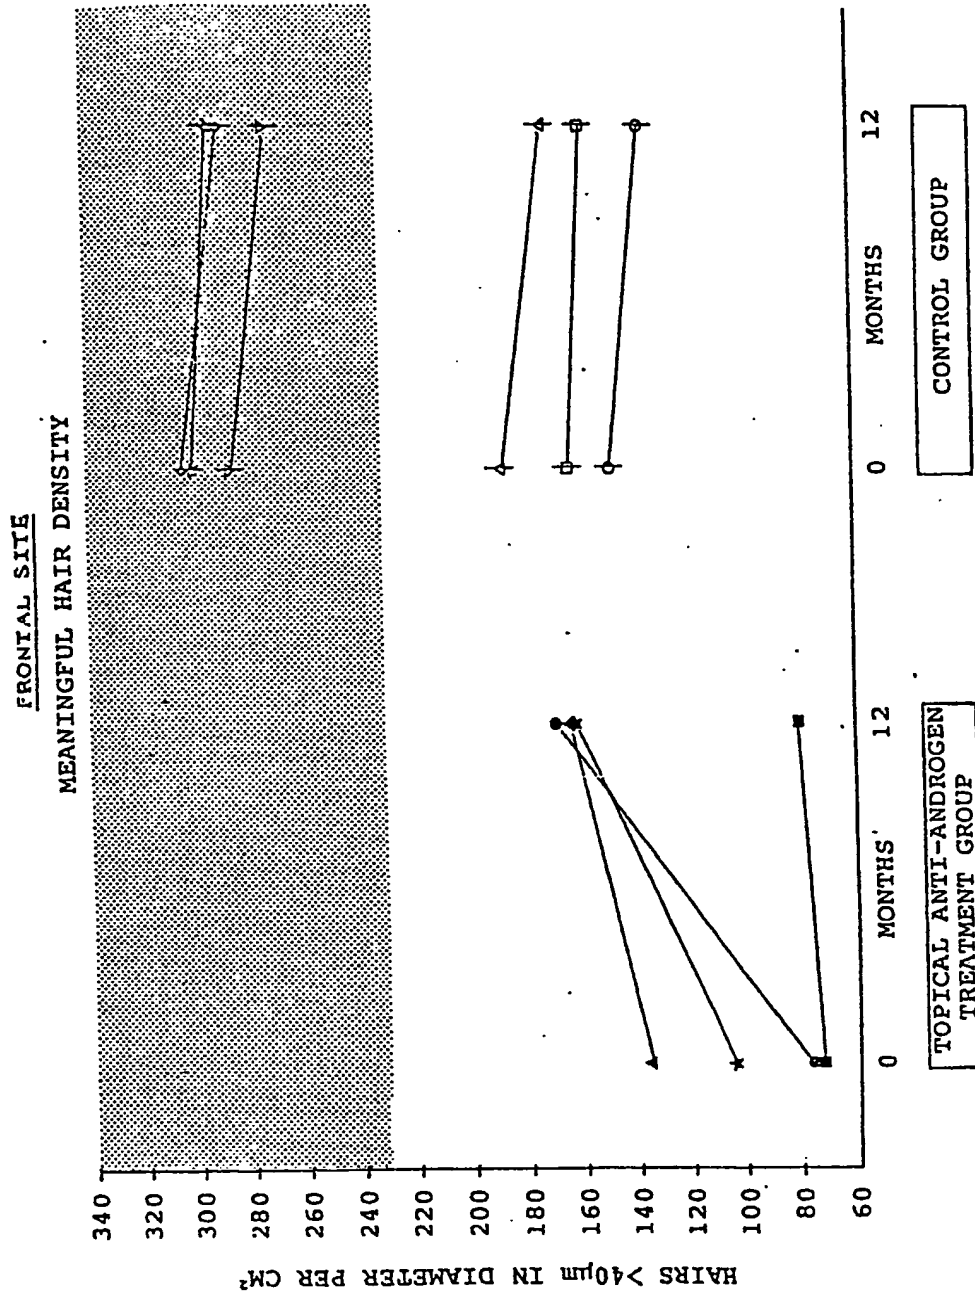 FRONTAL SITE
MEANINGFUL HAIR DENSITY
HAIRS >40µm IN DIAMETER PER CM²
340
320
300
280
260
240
220
200
180
160
140
120
100
80
60
0
MONTHS
12
0
MONTHS
12
TOPICAL ANTI-ANDROGEN
TREATMENT GROUP
CONTROL GROUP